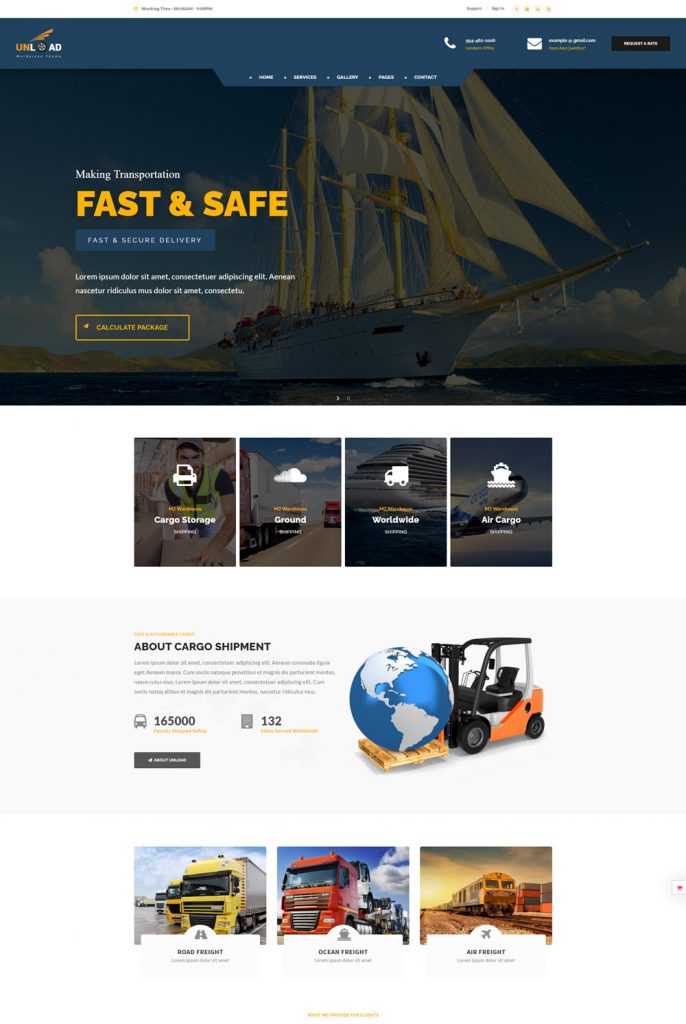 Working Time : 08:00AM - 9:00PM
Support
Sign In
UNLOAD
Wordpress Theme
954-462-1006
London's Office
example @ gmail.com
Have Any Question?
REQUEST A RATE
HOME
SERVICES
GALLERY
PAGES
CONTACT
Making Transportation
FAST & SAFE
FAST & SECURE DELIVERY
Lorem ipsum dolor sit amet, consectetuer adipiscing elit. Aenean
nascetur ridiculus mus dolor sit amet, consectetu.
CALCULATE PACKAGE
M2 Warehouse
Cargo Storage
SHIPPING
M2 Warehouse
Ground
SHIPPING
M2 Warehouse
Worldwide
SHIPPING
M2 Warehouse
Air Cargo
SHIPPING
SAFE & AFFORDABLE CARGO
ABOUT CARGO SHIPMENT
Lorem ipsum dolor sit amet, consectetuer adipiscing elit. Aenean commodo ligula
eget Aenean massa. Cum sociis natoque penatibus et magnis dis parturient montes,
nascur culus mus. Lorem ipsum dolor sit amet, consectetuer adipiscing elit massa. Cum
sociis natoque penatibus et magnis dis parturient montes, nascetur ridiculus mus.
165000
Parcels Shipped Safely
132
Cities Served Worldwide
ABOUT UNLOAD
ROAD FREIGHT
Lorem ipsum dolor sit amet
OCEAN FREIGHT
Lorem ipsum dolor sit amet
AIR FREIGHT
Lorem ipsum dolor sit amet
WHAT WE PROVIDE FOR CLIENTS